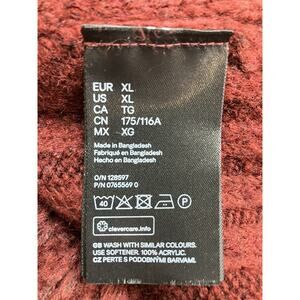 EUR XL
US XL
CA TG
CN 175/116A
MX XG
Made in Bangladesh
Fabriqué en Bangladesh
Hecho en Bangladesh
O/N 128597
P/N 0765569 0
40 P
clevercare.info
GB WASH WITH SIMILAR COLOURS.
USE SOFTENER. 100% ACRYLIC.
CZ PERTE S PODOBNÝMI BARVAMI.